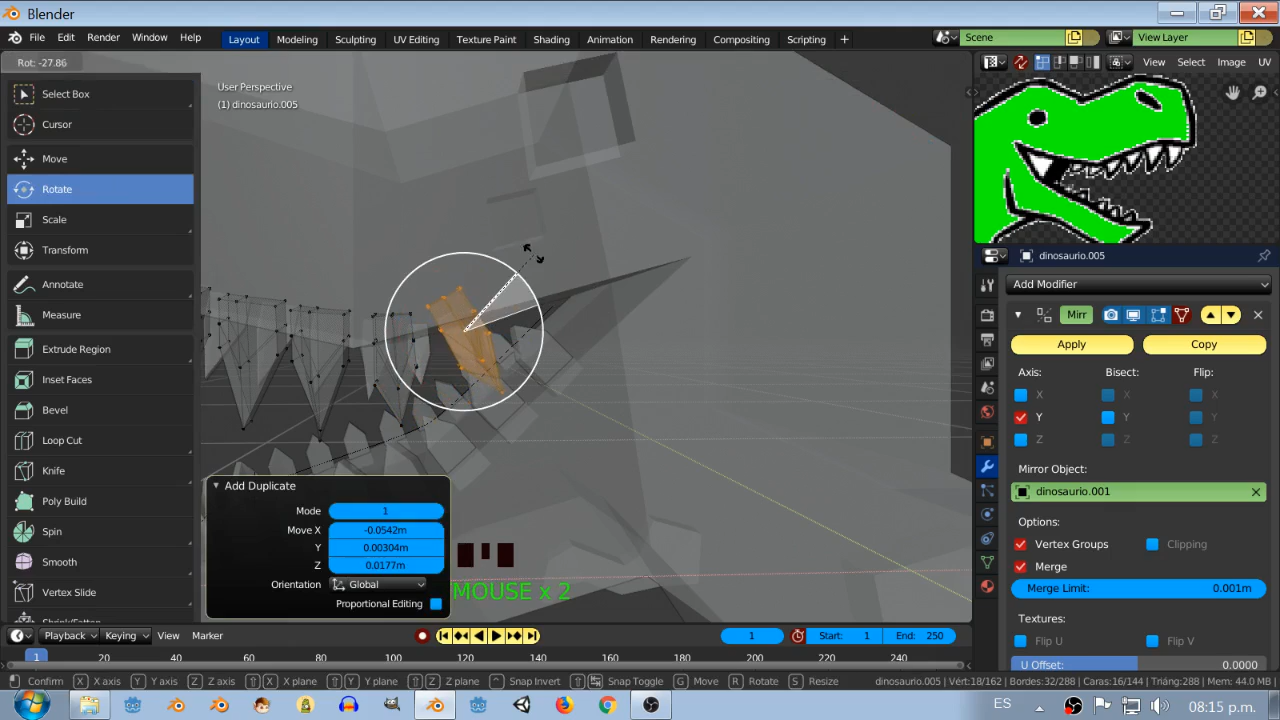 Blender
File Edit Render Window Help Layout Modeling Sculpting UV Editing Texture Paint Shading Animation Rendering Compositing Scripting + Scene View Layer
Rot: -27.86
View Select Image UV
Select Box
User Perspective
(1) dinosaurio.005
Cursor
Move
Rotate
Scale
Transform
Annotate
Measure
Extrude Region
Inset Faces
Bevel
Loop Cut
Knife
Poly Build
Spin
Smooth
Vertex Slide
Shrink/Fatten
Add Duplicate
Mode 1
Move X -0.0542m
Y 0.00304m
Z 0.0177m
Orientation Global
Proportional Editing
MOUSE x 2
dinosaurio.005
Add Modifier
Mirr
Apply Copy
Axis: Bisect: Flip:
X X X
Y Y Y
Z Z Z
Mirror Object:
dinosaurio.001
Options:
Vertex Groups Clipping
Merge
Merge Limit: 0.001m
Textures:
Flip U Flip V
U Offset: 0.0000
Playback Keying View Marker 1 Start: 1 End: 250
1 20 40 60 80 100 120 140 160 180 200 220 240
Confirm X X axis Y Y axis Z Z axis X X plane Y Y plane Z Z plane Snap Invert Snap Toggle G Move R Rotate S Resize dinosaurio.005 | Vért:18/162 | Bordes:32/288 | Caras:16/144 | Triáng:288 | Mem: 44.0 MB
ES 08:15 p.m.